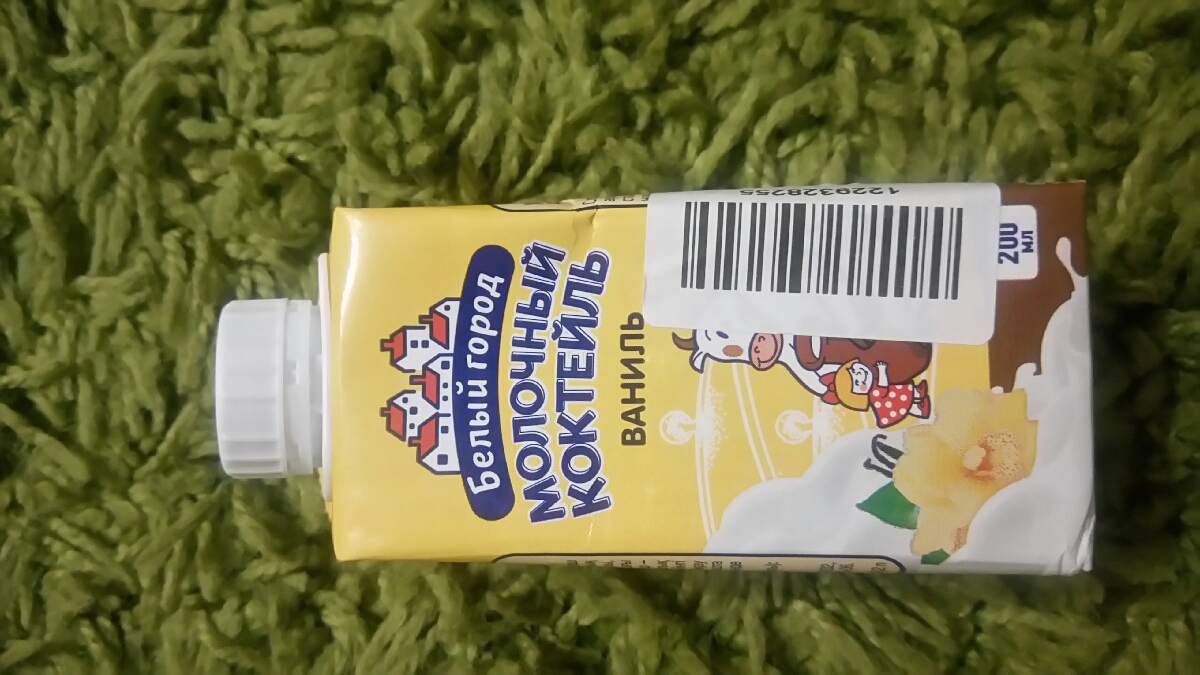 Белый город
МОЛОЧНЫЙ
КОКТЕЙЛЬ
ВАНИЛЬ
1229328255
200
МЛ